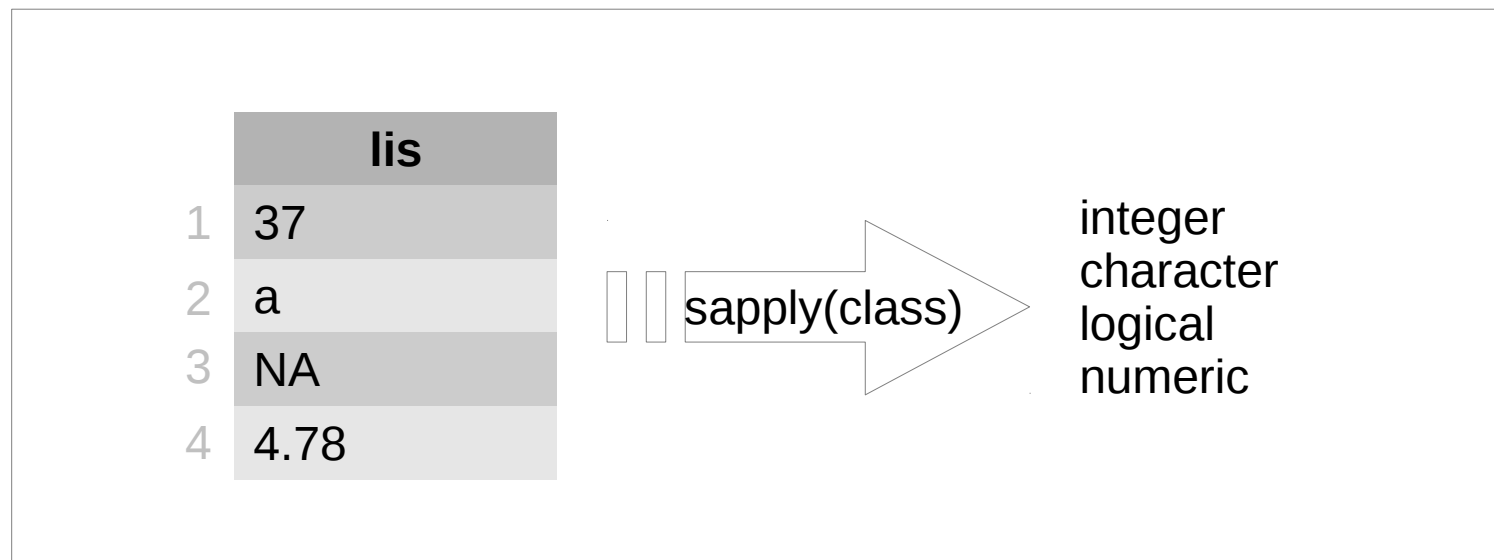 lis
1 37
2 a
3 NA
4 4.78
sapply(class)
integer
character
logical
numeric